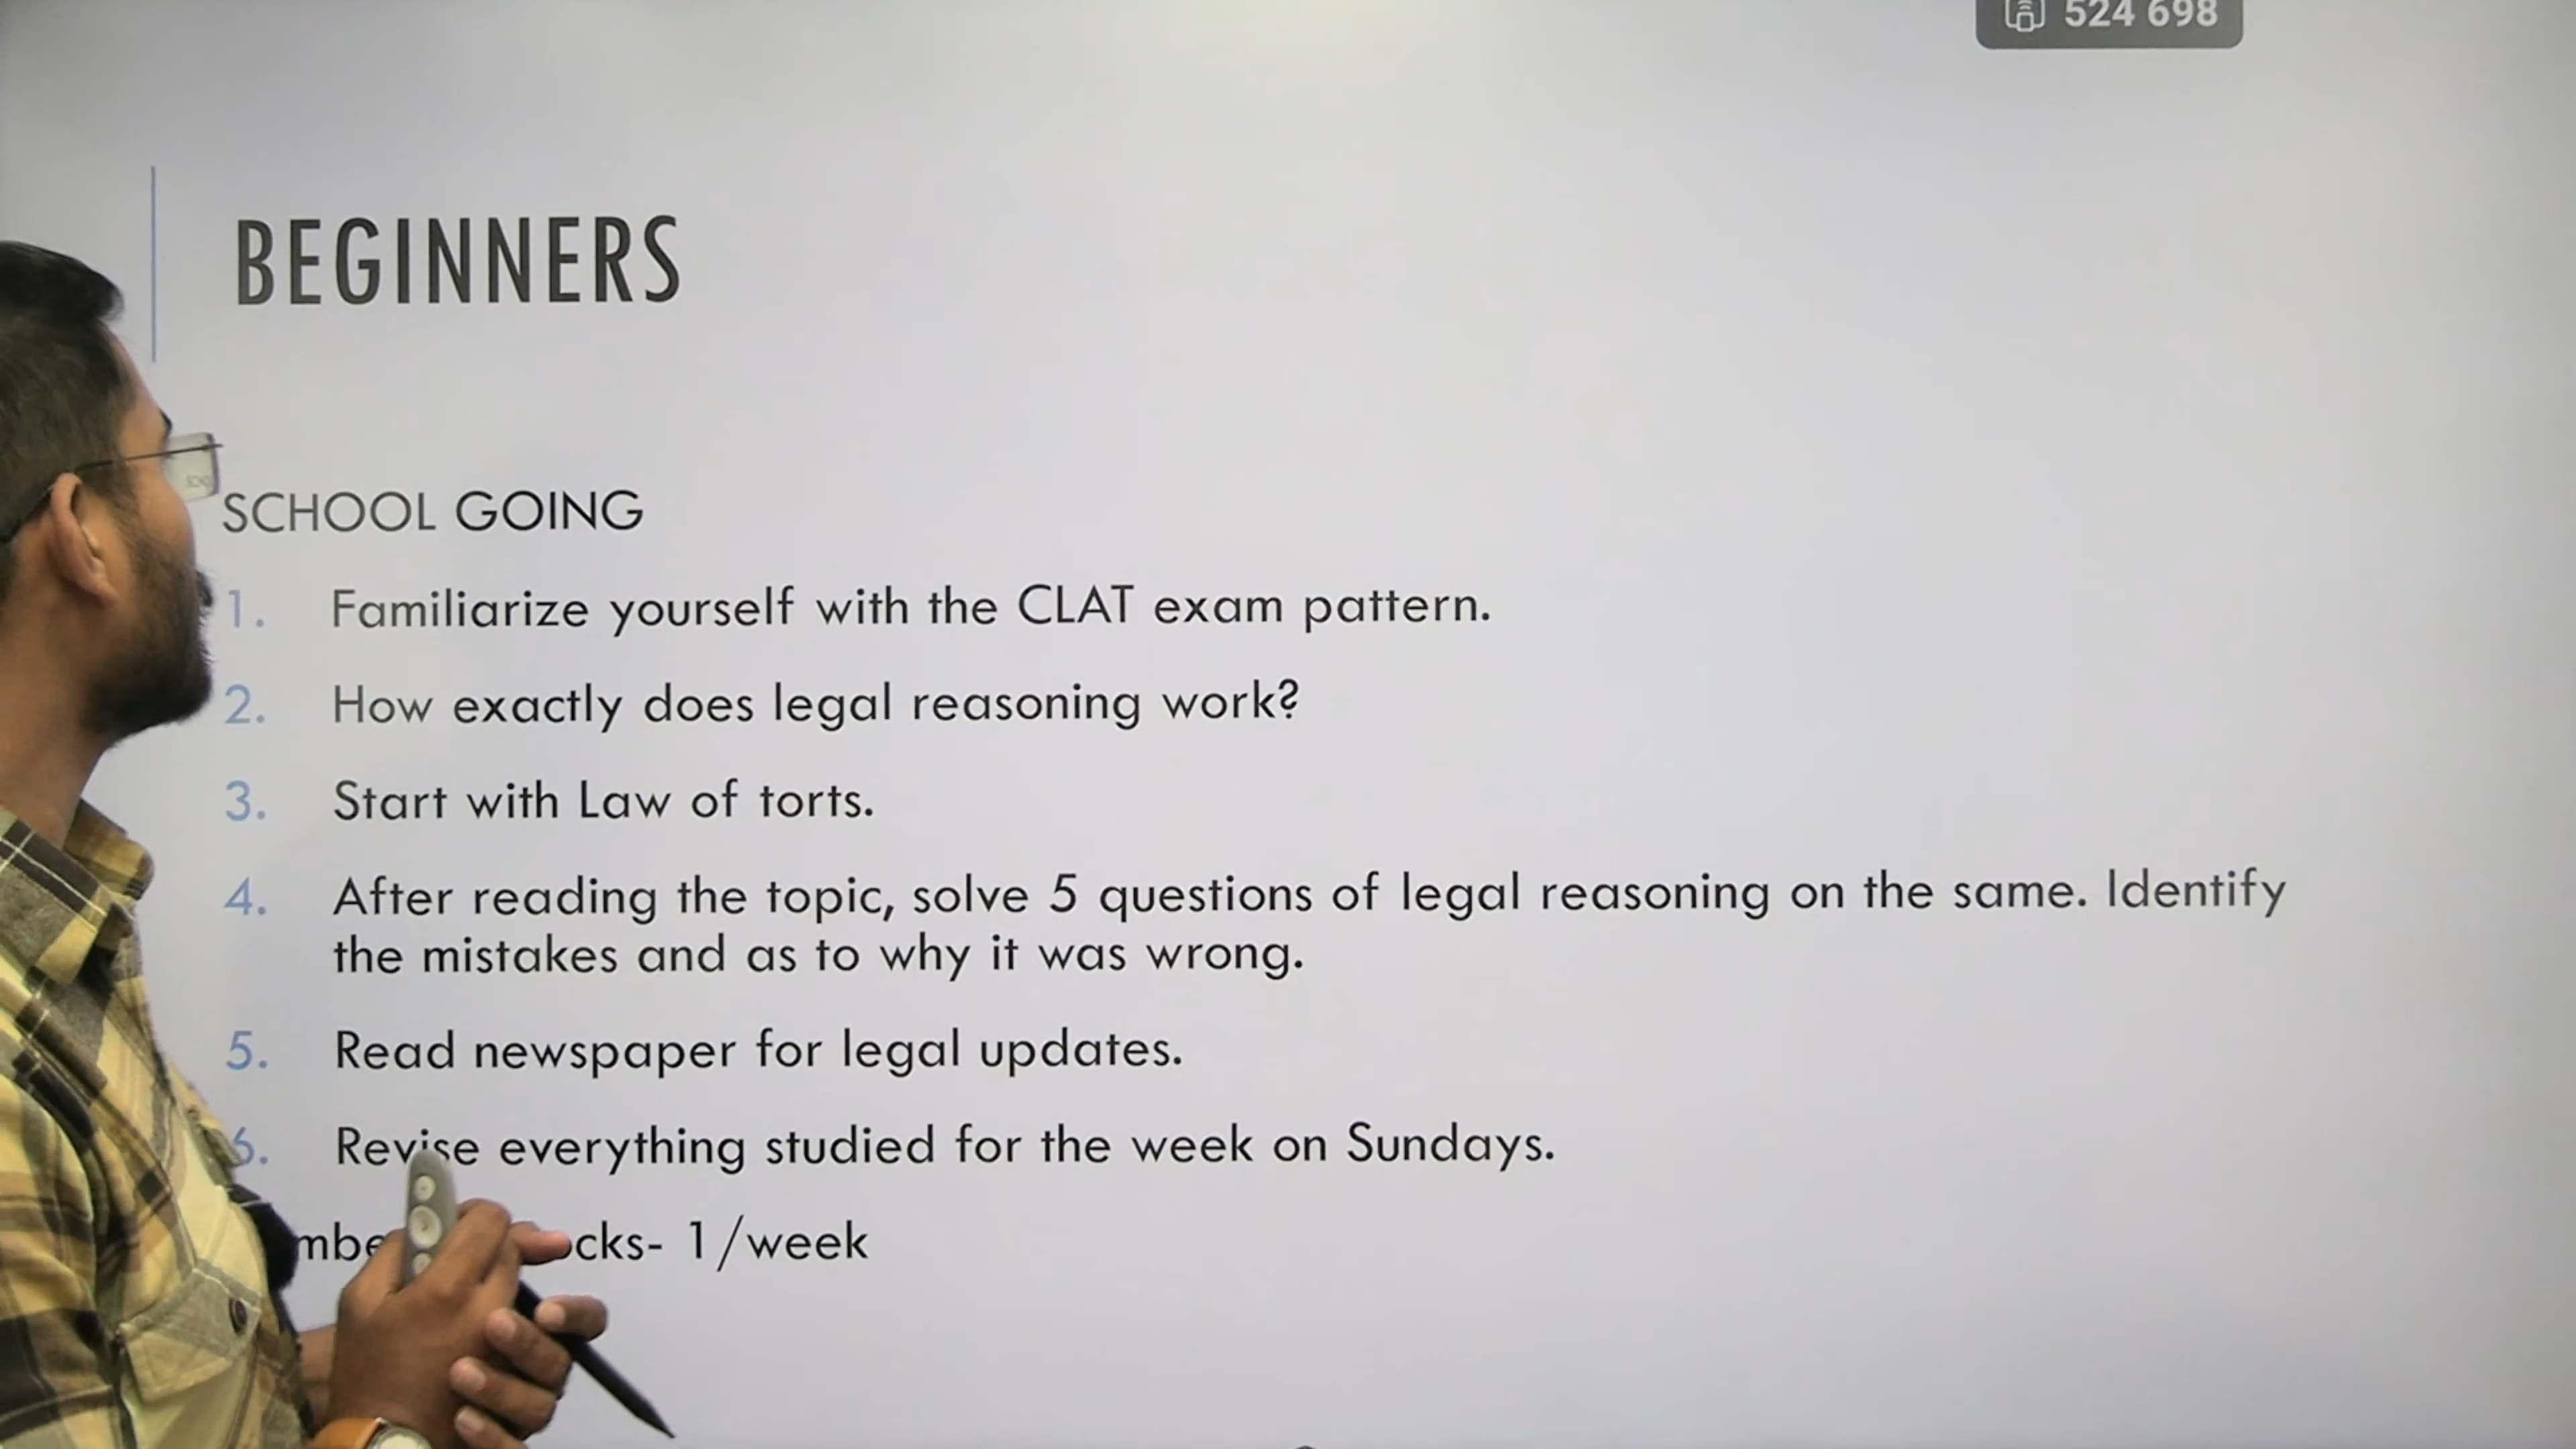 524 698
BEGINNERS
SCHOOL GOING
1. Familiarize yourself with the CLAT exam pattern.
2. How exactly does legal reasoning work?
3. Start with Law of torts.
4. After reading the topic, solve 5 questions of legal reasoning on the same. Identify
the mistakes and as to why it was wrong.
5. Read newspaper for legal updates.
6. Revise everything studied for the week on Sundays.
1/week